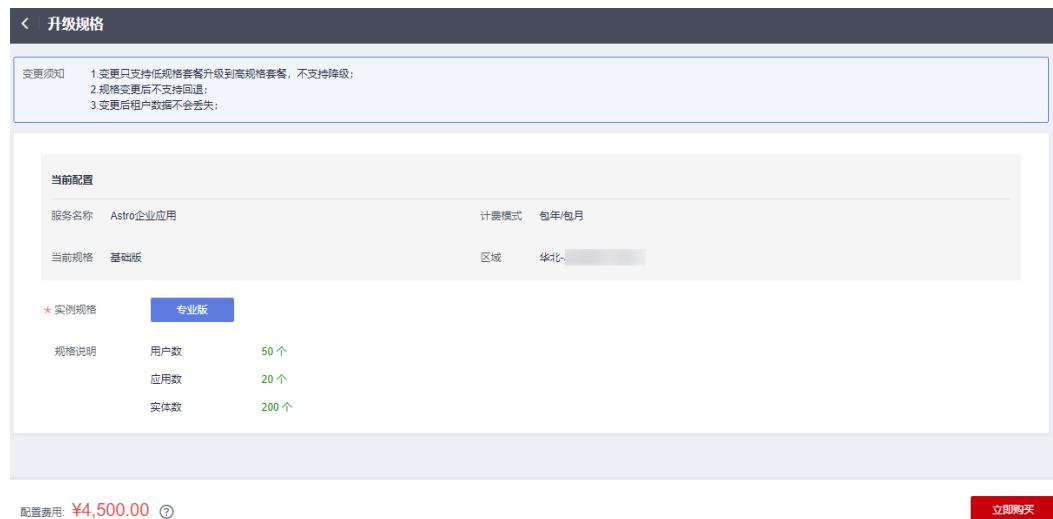 升级规格
变更须知 1.变更只支持低规格套餐升级到高规格套餐，不支持降级；
2.规格变更后不支持回退；
3.变更后租户数据不会丢失；
当前配置
服务名称 Astro企业应用 计费模式 包年/包月
当前规格 基础版 区域 华北-
* 实例规格 专业版
规格说明 用户数 50 个
应用数 20 个
实体数 200 个
配置费用: ¥4,500.00 ? 立即购买